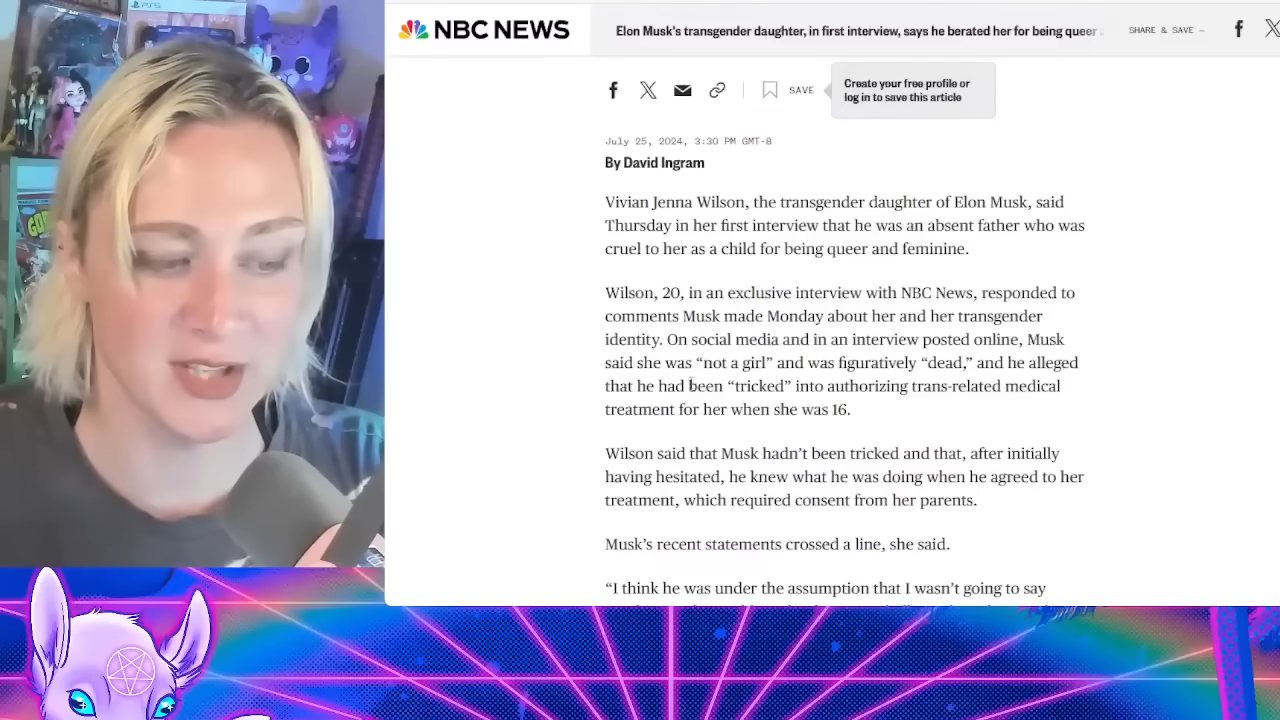 PS5
NBC NEWS
Elon Musk's transgender daughter, in first interview, says he berated her for being queer
SHARE & SAVE —
SAVE
Create your free profile or
log in to save this article
July 25, 2024, 3:30 PM GMT-8
By David Ingram
Vivian Jenna Wilson, the transgender daughter of Elon Musk, said
Thursday in her first interview that he was an absent father who was
cruel to her as a child for being queer and feminine.
Wilson, 20, in an exclusive interview with NBC News, responded to
comments Musk made Monday about her and her transgender
identity. On social media and in an interview posted online, Musk
said she was “not a girl” and was figuratively “dead,” and he alleged
that he had been “tricked” into authorizing trans-related medical
treatment for her when she was 16.
Wilson said that Musk hadn’t been tricked and that, after initially
having hesitated, he knew what he was doing when he agreed to her
treatment, which required consent from her parents.
Musk’s recent statements crossed a line, she said.
“I think he was under the assumption that I wasn’t going to say